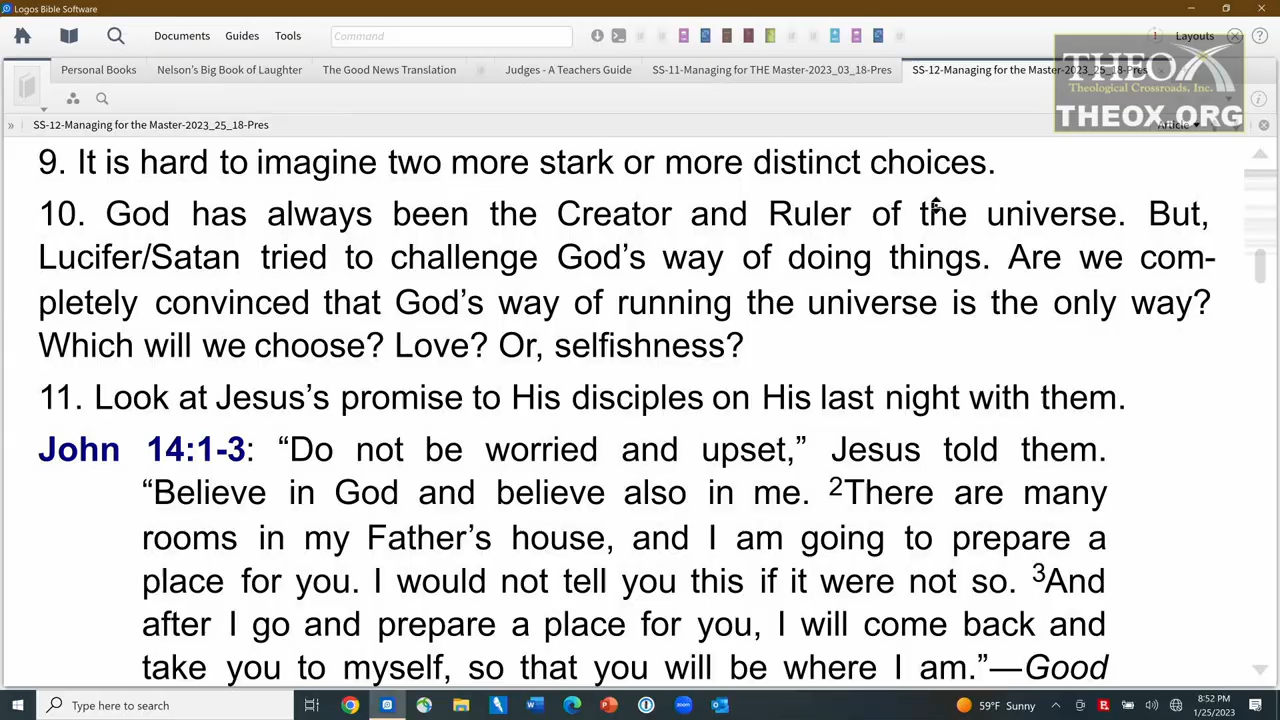 Logos Bible Software
Documents Guides Tools Command Layouts
Personal Books Nelson's Big Book of Laughter Judges - A Teachers Guide SS-11-Managing for THE Master-2023_03_18-pres SS-12-Managing for the Master-2023_25_18-Pres
THEOX
Theological Crossroads, Inc.
THEOX.ORG
» SS-12-Managing for the Master-2023_25_18-Pres Article
9. It is hard to imagine two more stark or more distinct choices.
10. God has always been the Creator and Ruler of the universe. But,
Lucifer/Satan tried to challenge God’s way of doing things. Are we com-
pletely convinced that God’s way of running the universe is the only way?
Which will we choose? Love? Or, selfishness?
11. Look at Jesus’s promise to His disciples on His last night with them.
John 14:1-3: “Do not be worried and upset,” Jesus told them.
“Believe in God and believe also in me. 2There are many
rooms in my Father’s house, and I am going to prepare a
place for you. I would not tell you this if it were not so. 3And
after I go and prepare a place for you, I will come back and
take you to myself, so that you will be where I am.”—Good
Type here to search 59°F Sunny 8:52 PM
1/25/2023